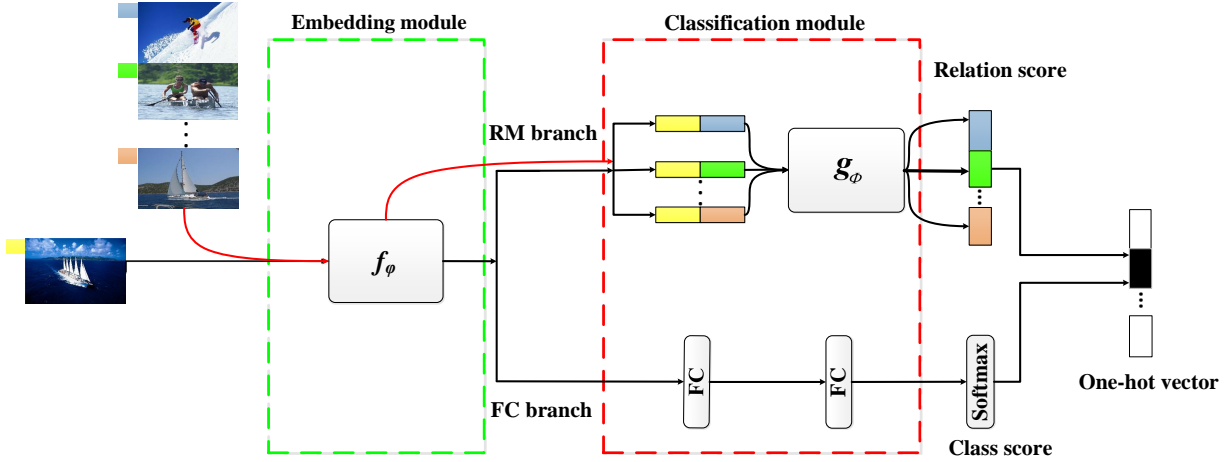 Embedding module
Classification module
Relation score
RM branch
g_Φ
f_φ
FC branch
FC
FC
Softmax
Class score
One-hot vector